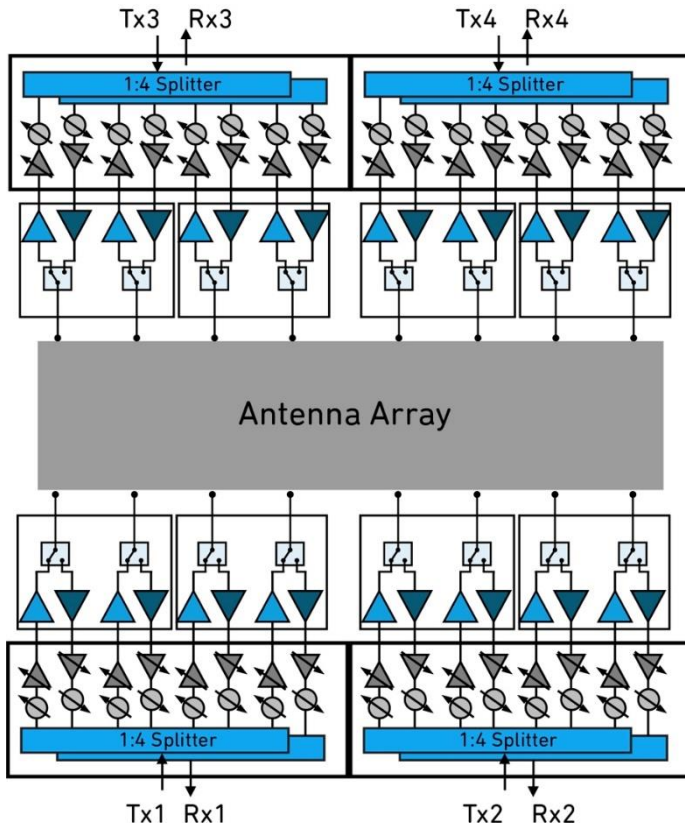 Tx3 Rx3 Tx4 Rx4
1:4 Splitter 1:4 Splitter
Antenna Array
1:4 Splitter 1:4 Splitter
Tx1 Rx1 Tx2 Rx2